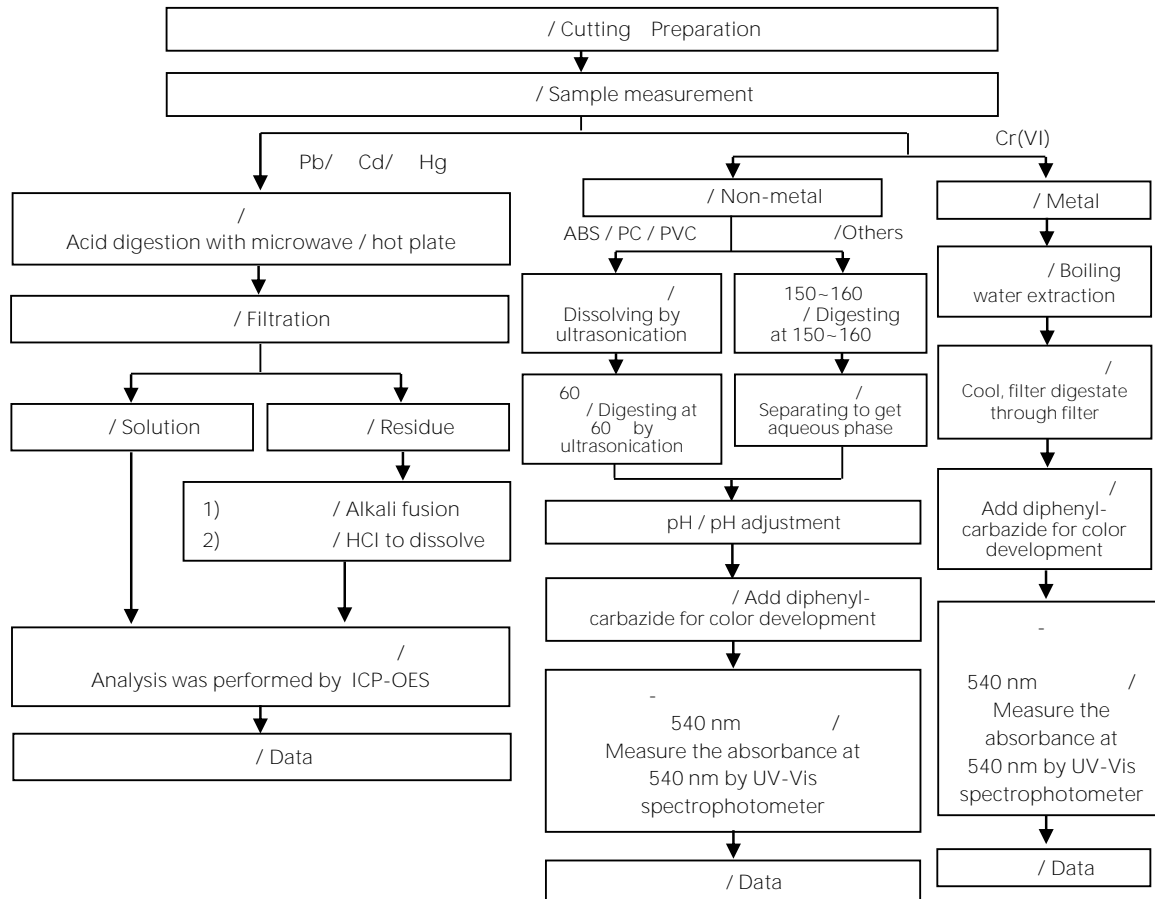 / Cutting Preparation
/ Sample measurement
Pb/ Cd/ Hg
Cr(VI)
/
Acid digestion with microwave / hot plate
/ Filtration
/ Solution
/ Residue
1) / Alkali fusion
2) / HCl to dissolve
/
Analysis was performed by ICP-OES
/ Data
/ Non-metal
ABS / PC / PVC
/Others
/
Dissolving by
ultrasonication
150~160
/ Digesting
at 150~160
60
/ Digesting at
60 by
ultrasonication
/
Separating to get
aqueous phase
pH / pH adjustment
/ Add diphenyl-
carbazide for color development
-
540 nm /
Measure the absorbance at
540 nm by UV-Vis
spectrophotometer
/ Data
/ Metal
/ Boiling
water extraction
/
Cool, filter digestate
through filter
/
Add diphenyl-
carbazide for color
development
-
540 nm /
Measure the
absorbance at
540 nm by UV-Vis
spectrophotometer
/ Data